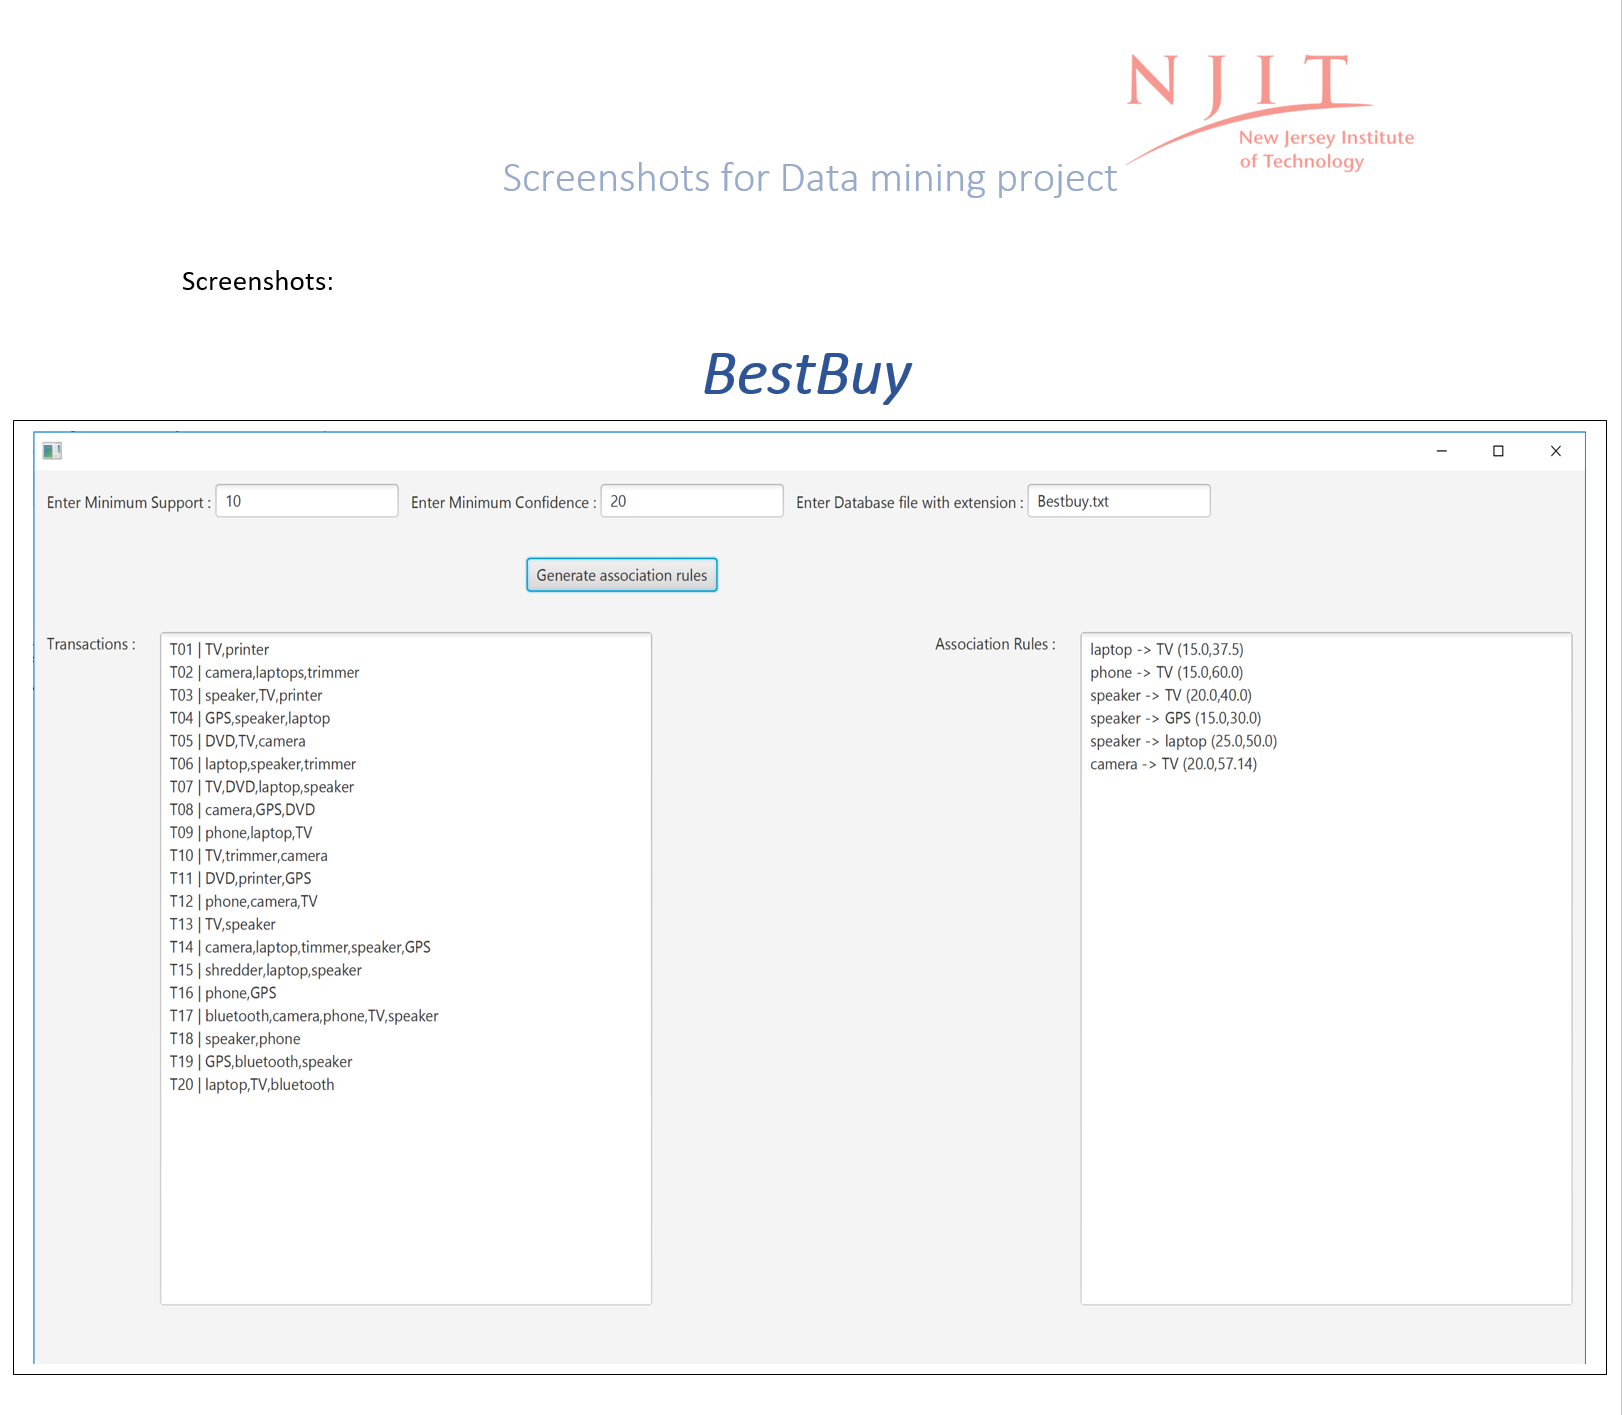 N J I T
New Jersey Institute
of Technology
Screenshots for Data mining project
Screenshots:
BestBuy
Enter Minimum Support : 10 Enter Minimum Confidence : 20 Enter Database file with extension : Bestbuy.txt
Generate association rules
Transactions :
T01 | TV,printer
T02 | camera,laptops,trimmer
T03 | speaker,TV,printer
T04 | GPS,speaker,laptop
T05 | DVD,TV,camera
T06 | laptop,speaker,trimmer
T07 | TV,DVD,laptop,speaker
T08 | camera,GPS,DVD
T09 | phone,laptop,TV
T10 | TV,trimmer,camera
T11 | DVD,printer,GPS
T12 | phone,camera,TV
T13 | TV,speaker
T14 | camera,laptop,timmer,speaker,GPS
T15 | shredder,laptop,speaker
T16 | phone,GPS
T17 | bluetooth,camera,phone,TV,speaker
T18 | speaker,phone
T19 | GPS,bluetooth,speaker
T20 | laptop,TV,bluetooth
Association Rules :
laptop -> TV (15.0,37.5)
phone -> TV (15.0,60.0)
speaker -> TV (20.0,40.0)
speaker -> GPS (15.0,30.0)
speaker -> laptop (25.0,50.0)
camera -> TV (20.0,57.14)